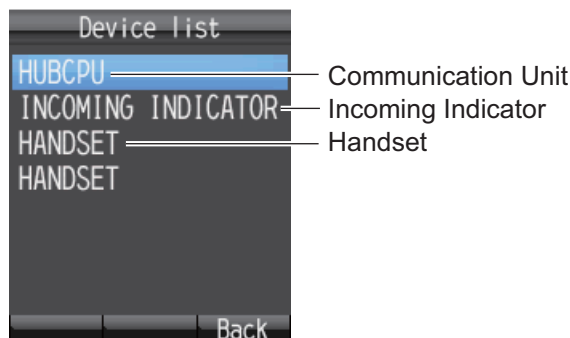 Device list
HUBCPU
Communication Unit
INCOMING INDICATOR
Incoming Indicator
HANDSET
Handset
HANDSET
Back